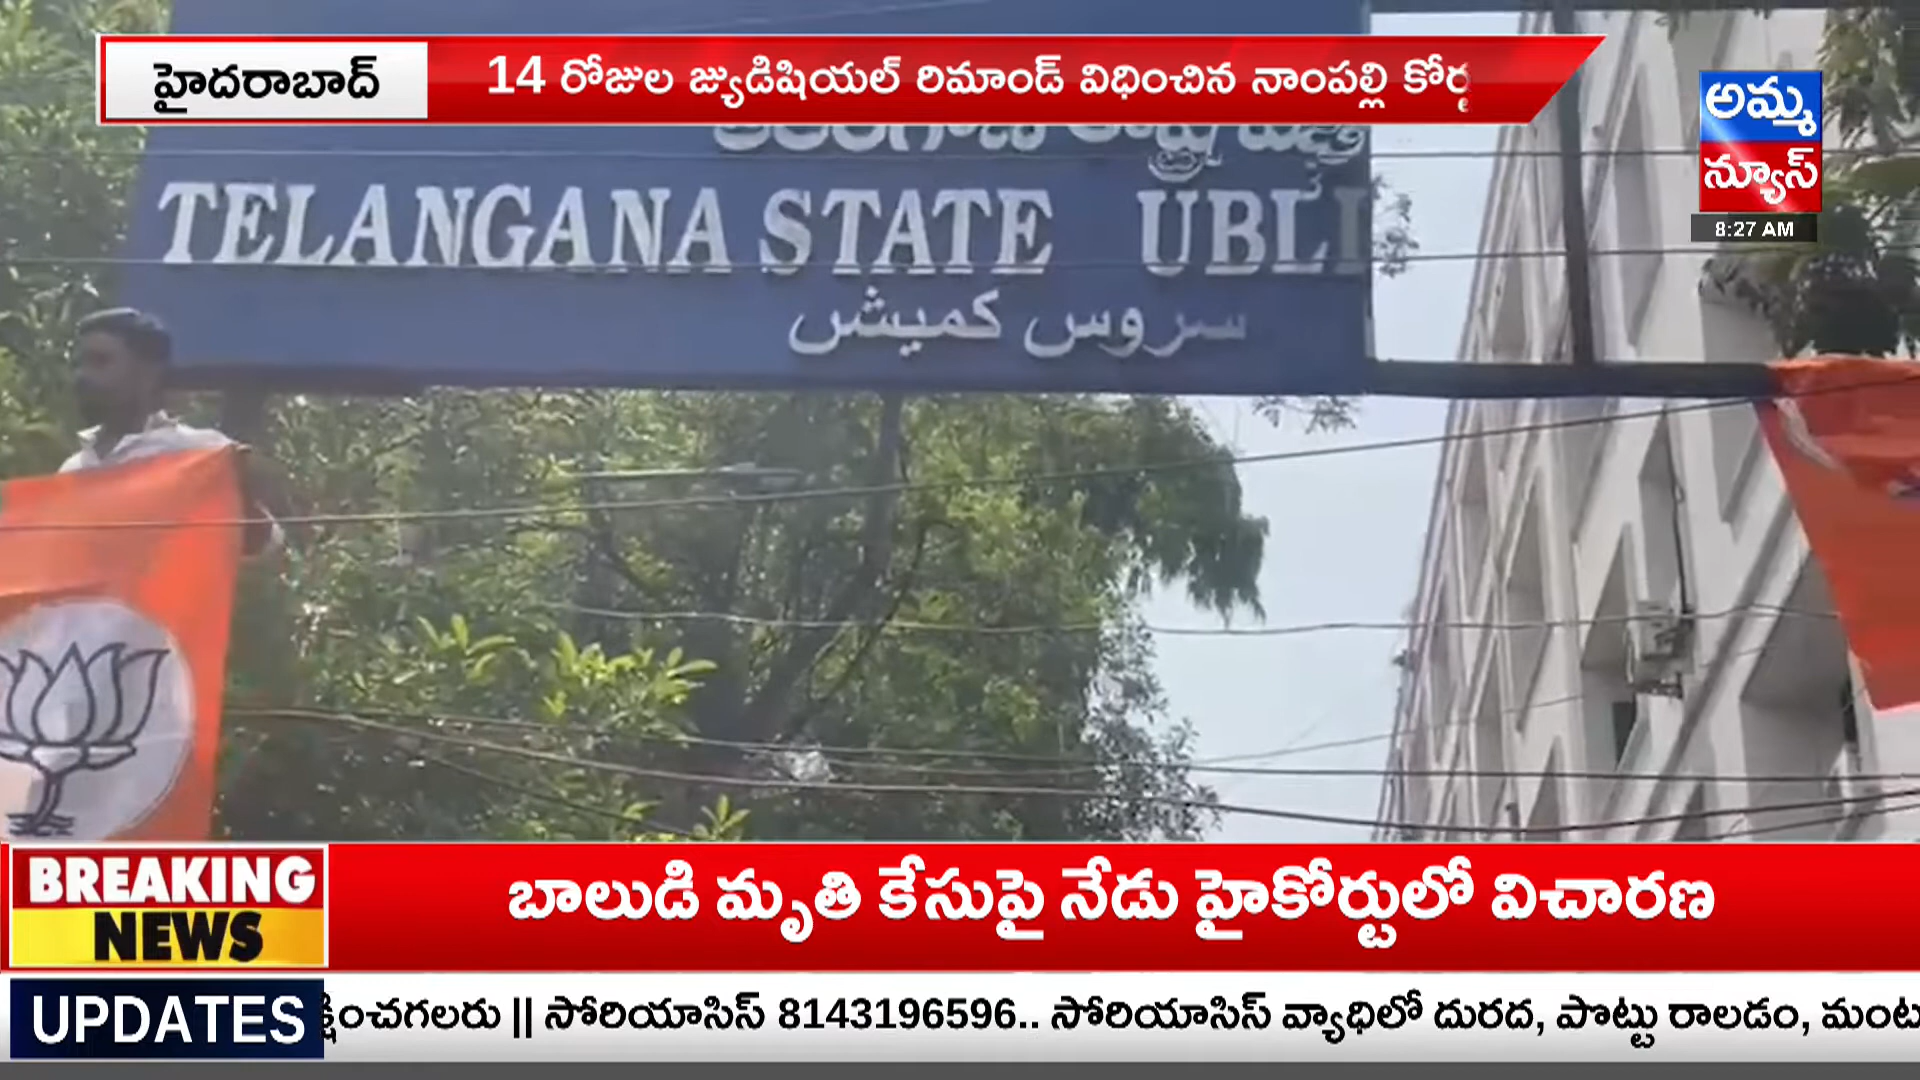 హైదరాబాద్
14 రోజుల జ్యుడిషియల్ రిమాండ్ విధించిన నాంపల్లి కోర్ట
అమ్మ
న్యూస్
8:27 AM
TELANGANA STATE UBLI
سروس کمیشن
BREAKING
NEWS
బాలుడి మృతి కేసుపై నేడు హైకోర్టులో విచారణ
UPDATES
క్షించగలరు || సోరియాసిస్ 8143196596.. సోరియాసిస్ వ్యాధిలో దురద, పొట్టు రాలడం, మంట